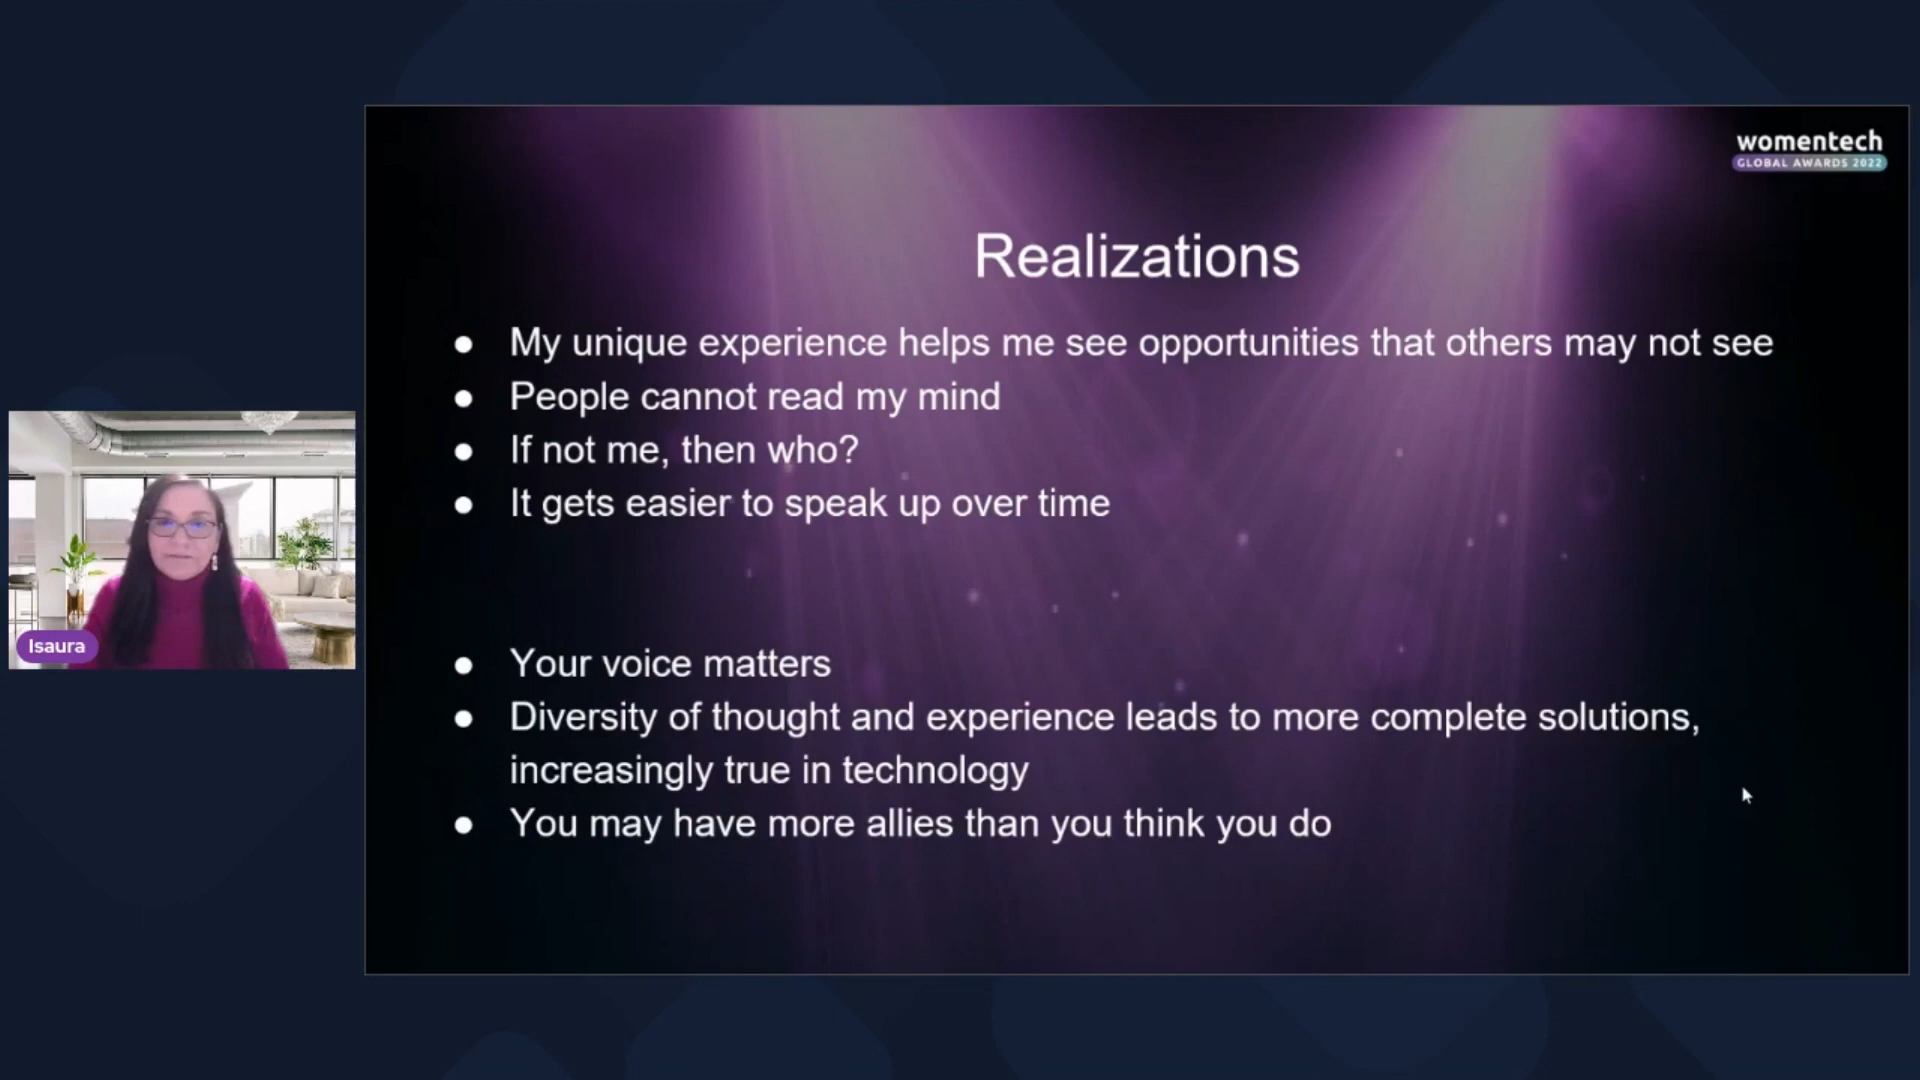 womentech
GLOBAL AWARDS 2022
Realizations
● My unique experience helps me see opportunities that others may not see
● People cannot read my mind
● If not me, then who?
● It gets easier to speak up over time
Isaura
● Your voice matters
● Diversity of thought and experience leads to more complete solutions,
increasingly true in technology
● You may have more allies than you think you do